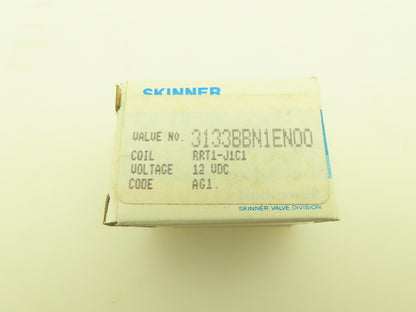 SKINNER
VALVE NO. 3133BBN1EN00
COIL RRT1-J1C1
VOLTAGE 12 VDC
CODE AG1.
SKINNER VALVE DIVISION